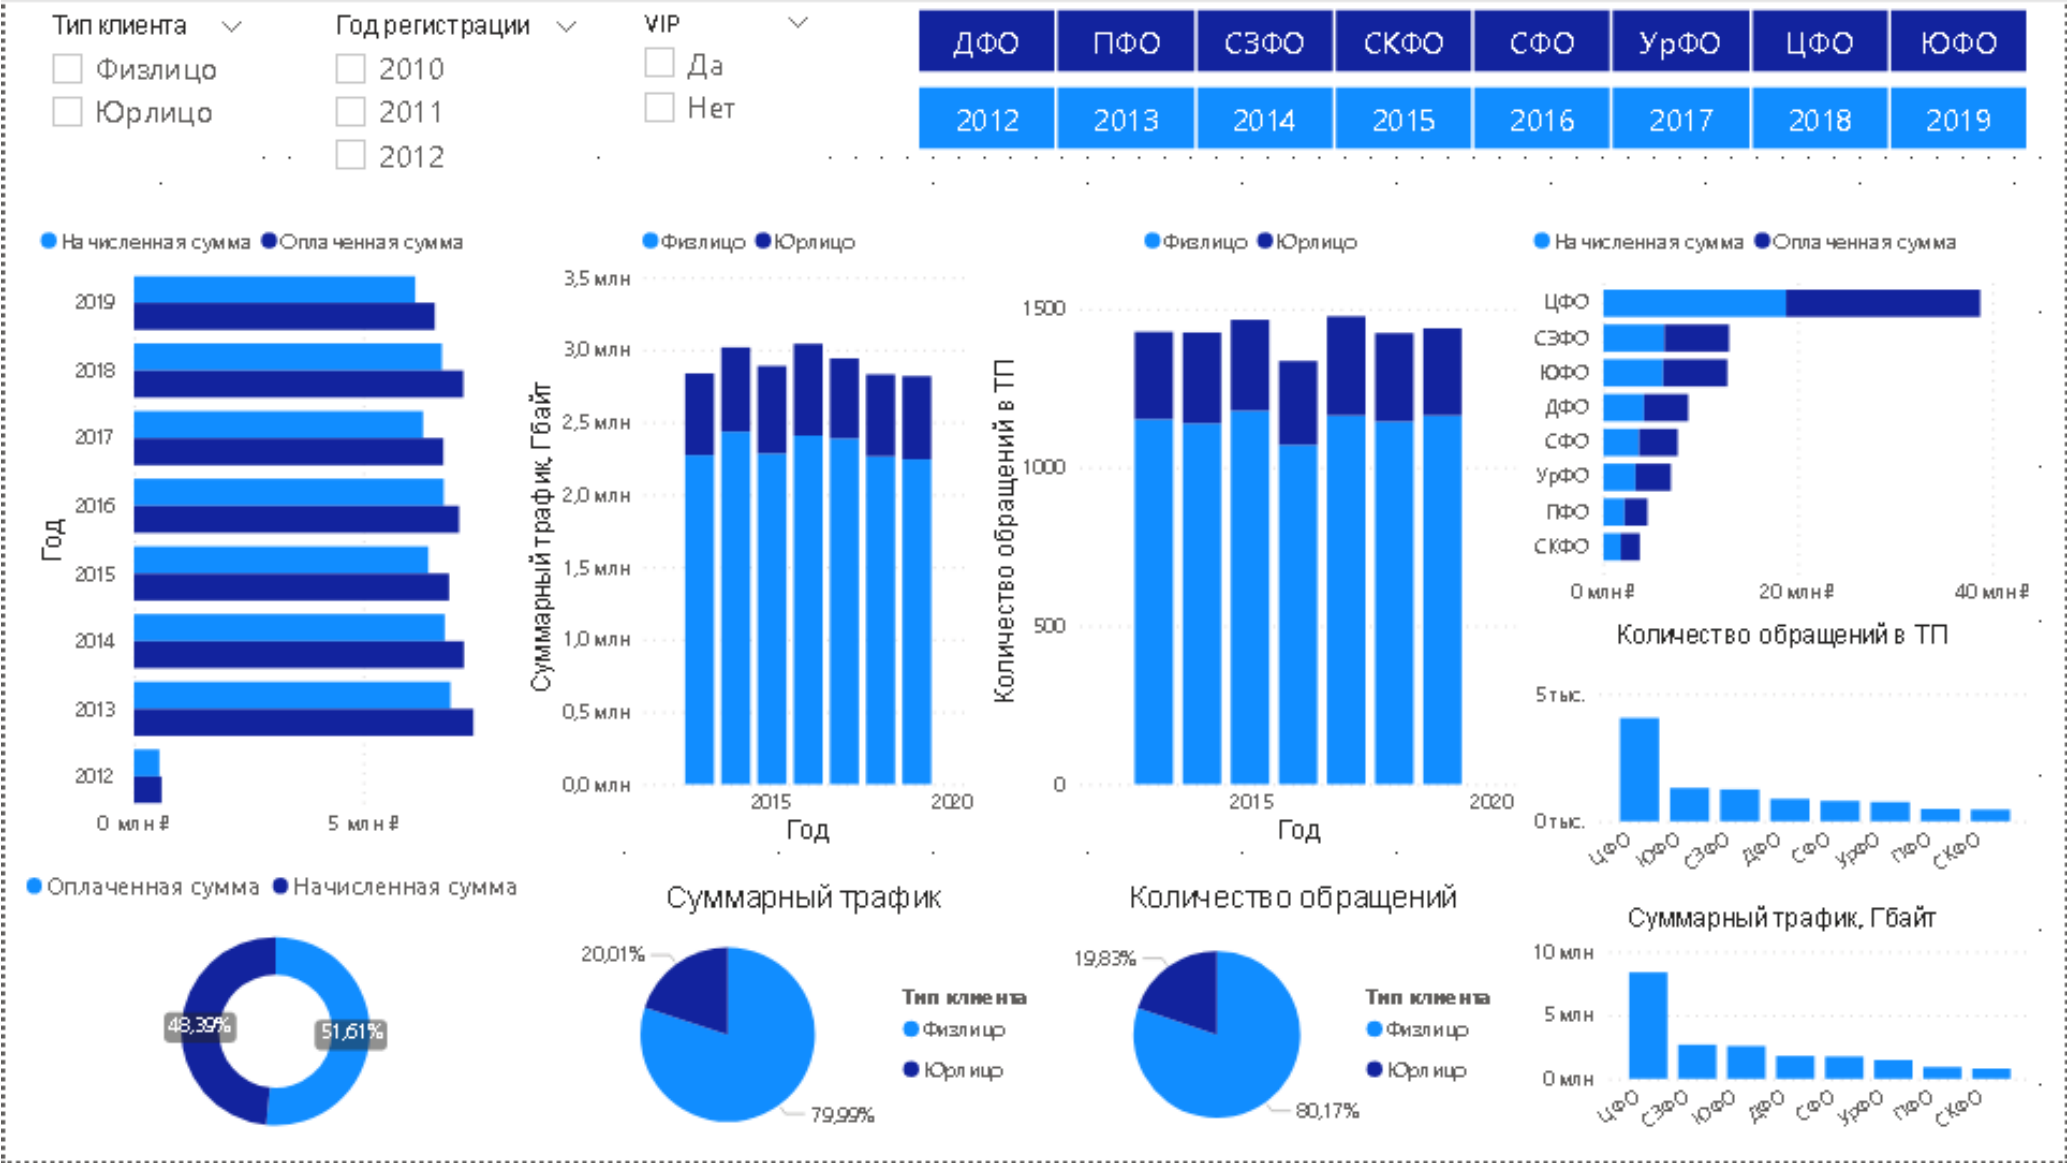 Тип клиента
Физлицо
Юрлицо
Год регистрации
2010
2011
2012
VIP
Да
Нет
ДФО ПФО СЗФО СКФО СФО УрФО ЦФО ЮФО
2012 2013 2014 2015 2016 2017 2018 2019
Начисленная сумма Оплаченная сумма
Год
2019
2018
2017
2016
2015
2014
2013
2012
0 млн ₽ 5 млн ₽
Физлицо Юрлицо
Суммарный трафик, Гбайт
3,5 млн
3,0 млн
2,5 млн
2,0 млн
1,5 млн
1,0 млн
0,5 млн
0,0 млн
2015 2020
Год
Физлицо Юрлицо
Количество обращений в ТП
1500
1000
500
0
2015 2020
Год
Начисленная сумма Оплаченная сумма
ЦФО
СЗФО
ЮФО
ДФО
СФО
УрФО
ПФО
СКФО
0 млн ₽ 20 млн ₽ 40 млн ₽
Количество обращений в ТП
5 тыс.
0 тыс.
ЦФО ЮФО СЗФО ДФО СФО УрФО ПФО СКФО
Оплаченная сумма Начисленная сумма
48,39% 51,61%
Суммарный трафик
20,01%
79,99%
Тип клиента
Физлицо
Юрлицо
Количество обращений
19,83%
80,17%
Тип клиента
Физлицо
Юрлицо
Суммарный трафик, Гбайт
10 млн
5 млн
0 млн
ЦФО СЗФО ЮФО ДФО СФО УрФО ПФО СКФО